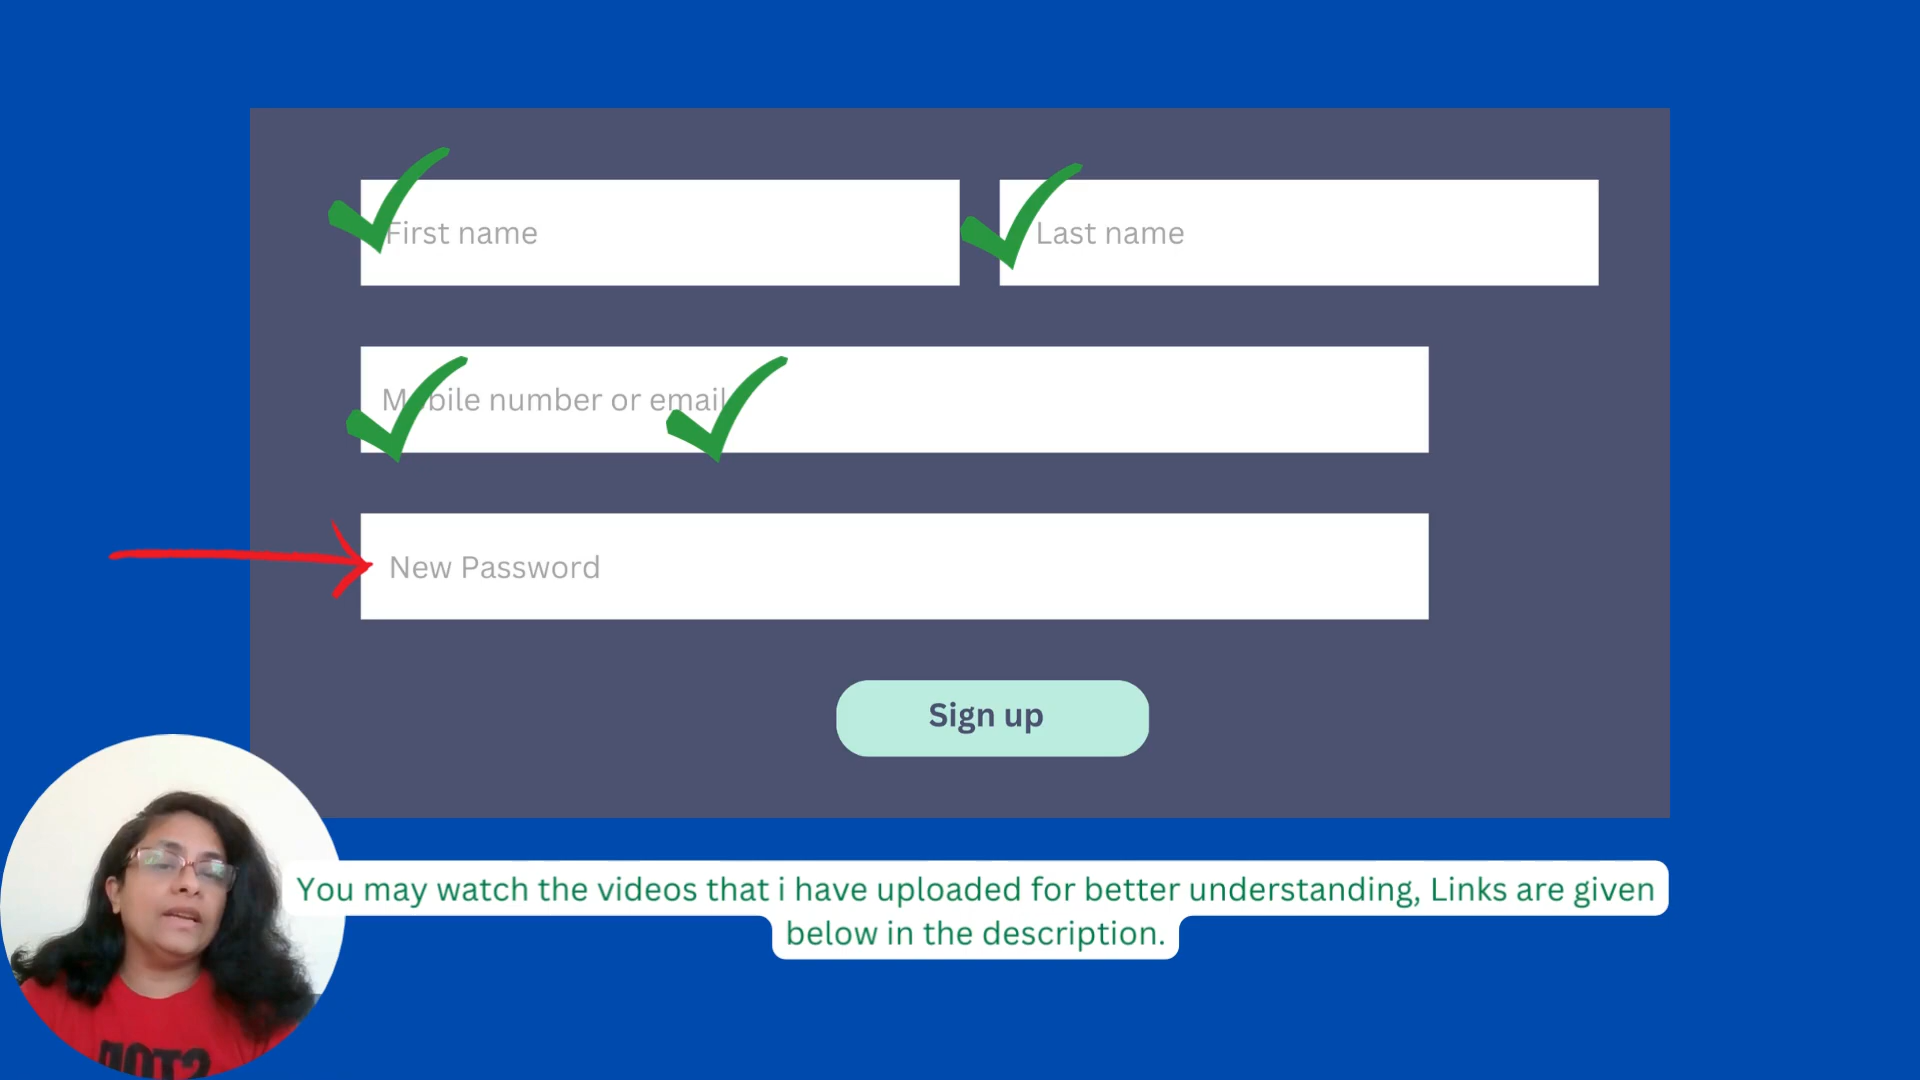 First name
Last name
Mobile number or email
New Password
Sign up
You may watch the videos that i have uploaded for better understanding, Links are given
below in the description.